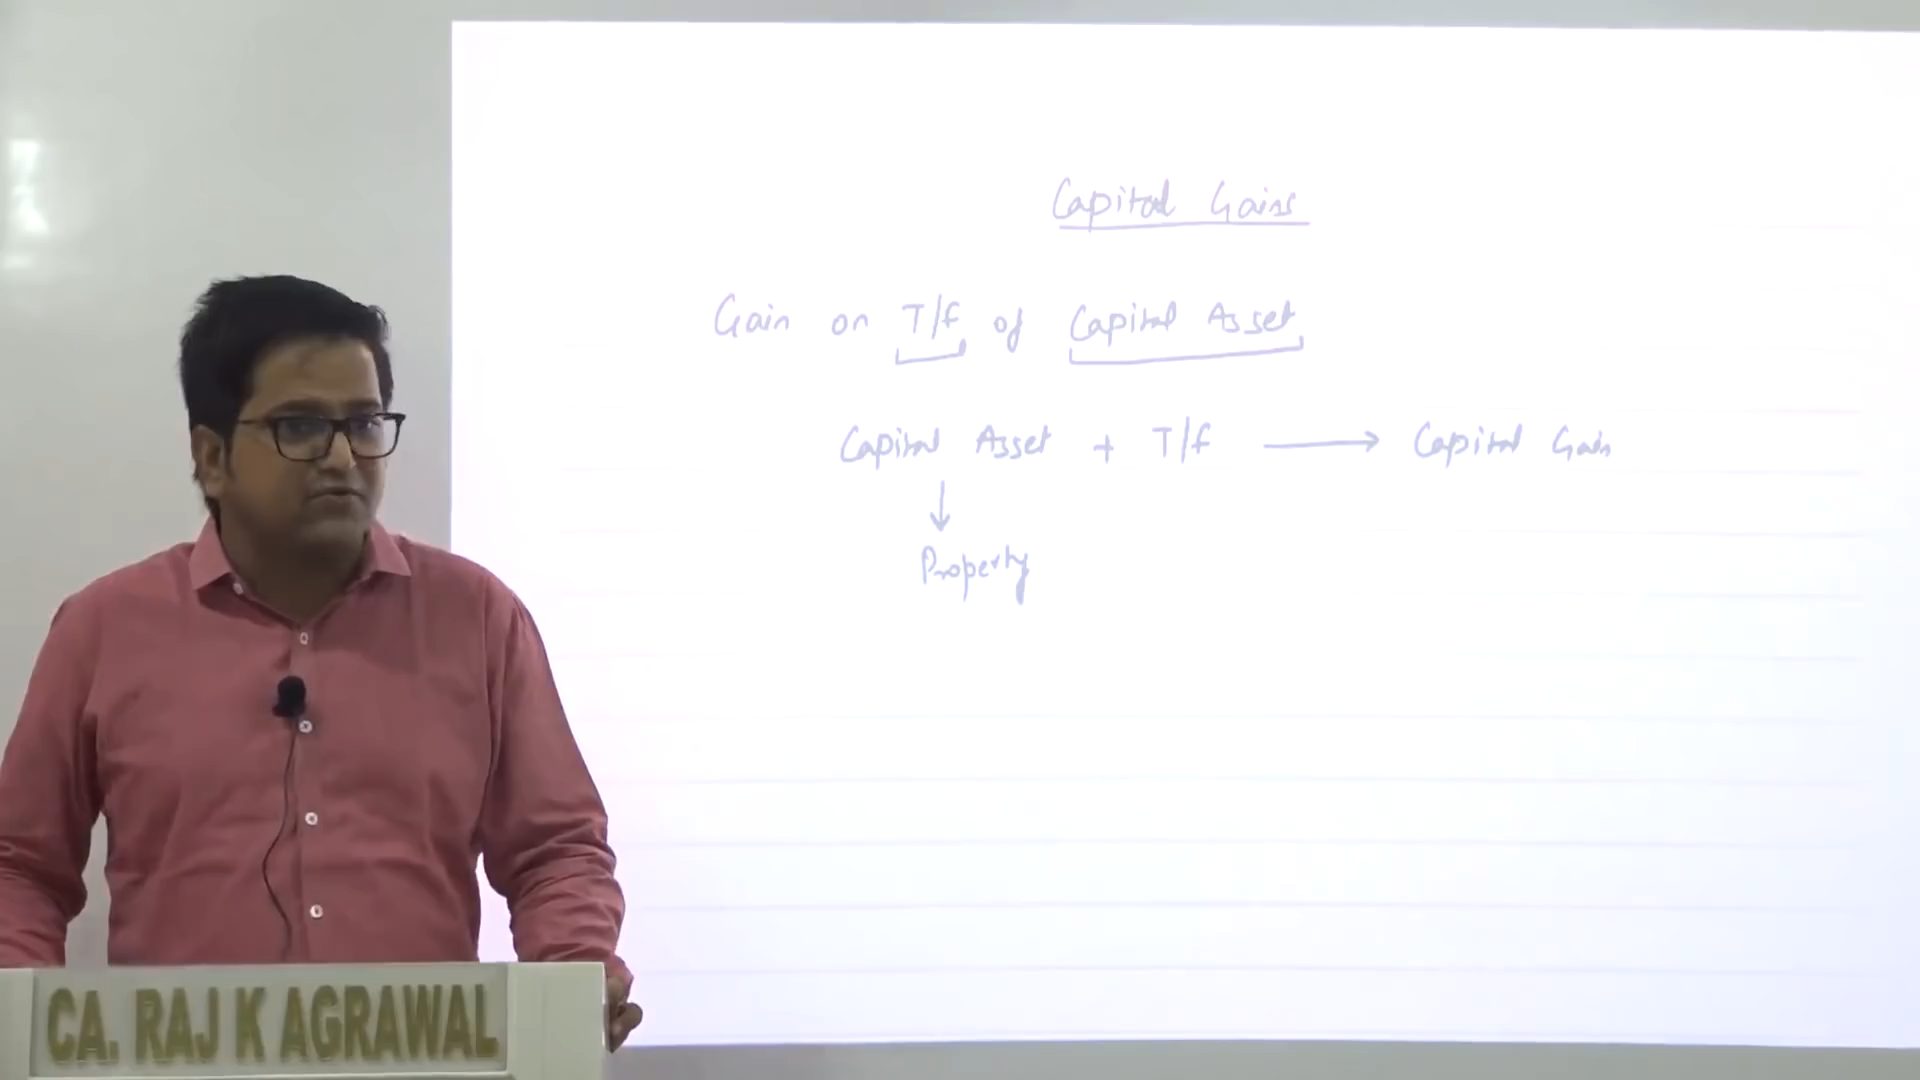 Capital Gains
Gain on T/f of Capital Asset
Capital Asset + T/f → Capital Gain
↓
Property
CA. RAJ K AGRAWAL